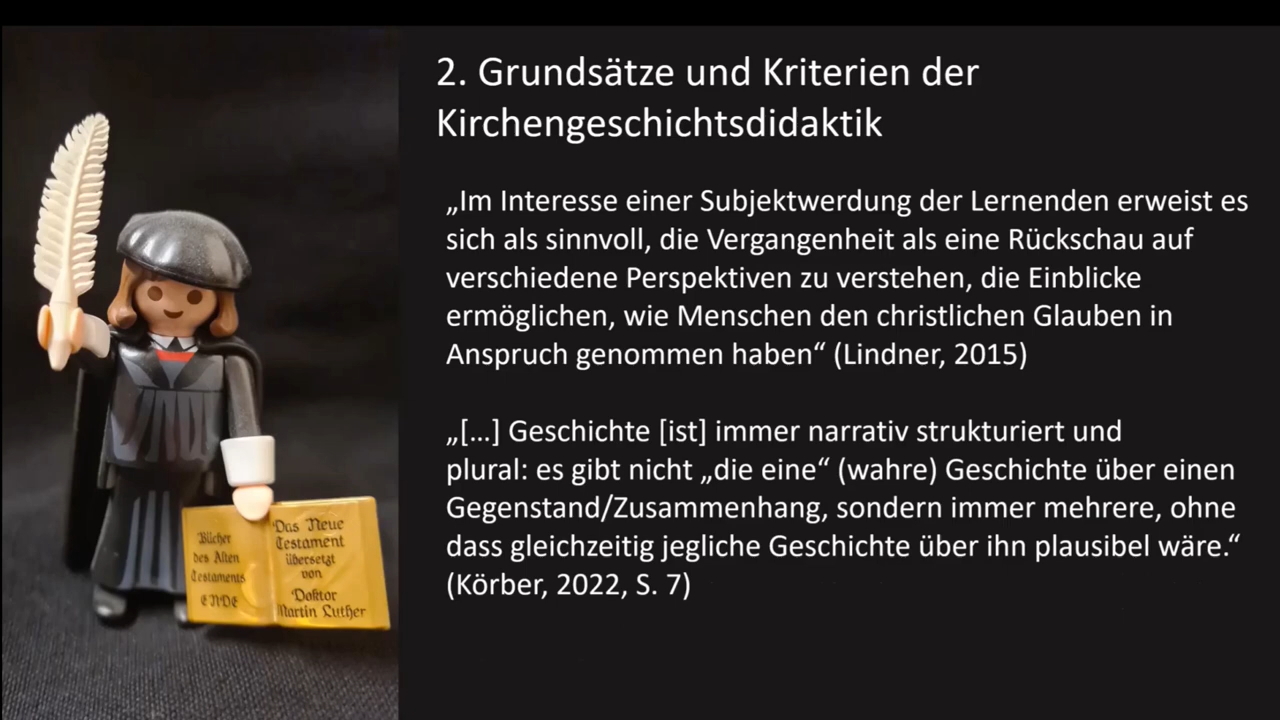 2. Grundsätze und Kriterien der
Kirchengeschichtsdidaktik
„Im Interesse einer Subjektwerdung der Lernenden erweist es
sich als sinnvoll, die Vergangenheit als eine Rückschau auf
verschiedene Perspektiven zu verstehen, die Einblicke
ermöglichen, wie Menschen den christlichen Glauben in
Anspruch genommen haben“ (Lindner, 2015)
„[…] Geschichte [ist] immer narrativ strukturiert und
plural: es gibt nicht „die eine“ (wahre) Geschichte über einen
Gegenstand/Zusammenhang, sondern immer mehrere, ohne
dass gleichzeitig jegliche Geschichte über ihn plausibel wäre.“
(Körber, 2022, S. 7)
Bücher
des Alten
Testaments
ENDE
Das Neue
Testament
übersetzt
von
Doktor
Martin Luther